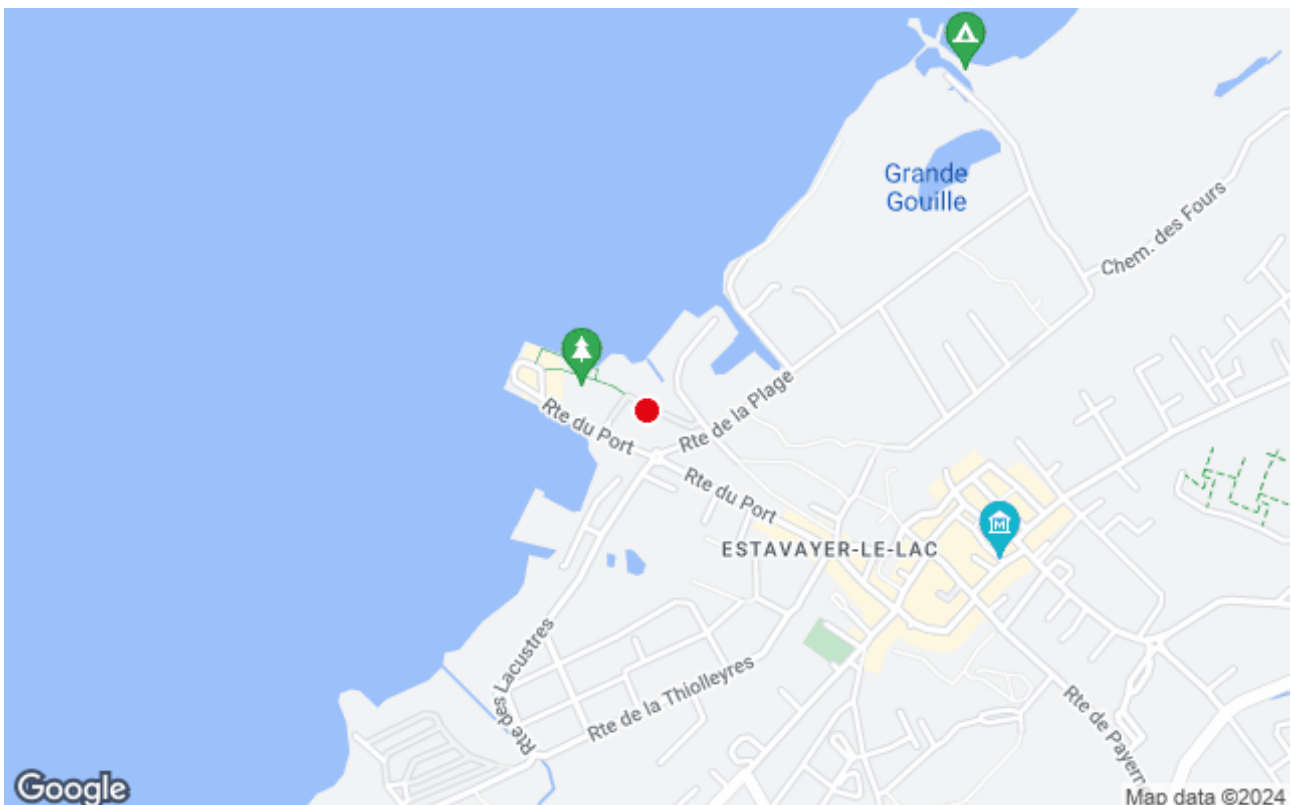 Grande
Gouille
Chem. des Fours
Rte de la Plage
Rte du Port
Rte du Port
ESTAVAYER-LE-LAC
M
Rte des Lacustres
Rte de la Thiolleyres
Rte de Payern
Google
Map data ©2024